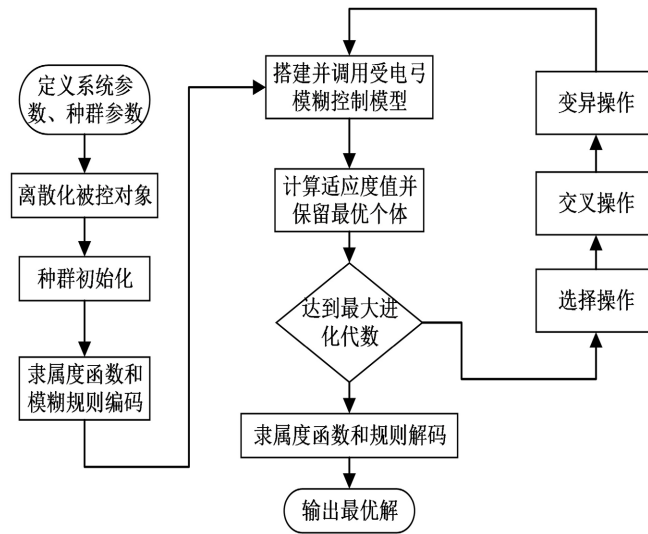 定义系统参
数、种群参数
离散化被控对象
种群初始化
隶属度函数和
模糊规则编码
搭建并调用受电弓
模糊控制模型
计算适应度值并
保留最优个体
达到最大进
化代数
隶属度函数和规则解码
输出最优解
选择操作
交叉操作
变异操作